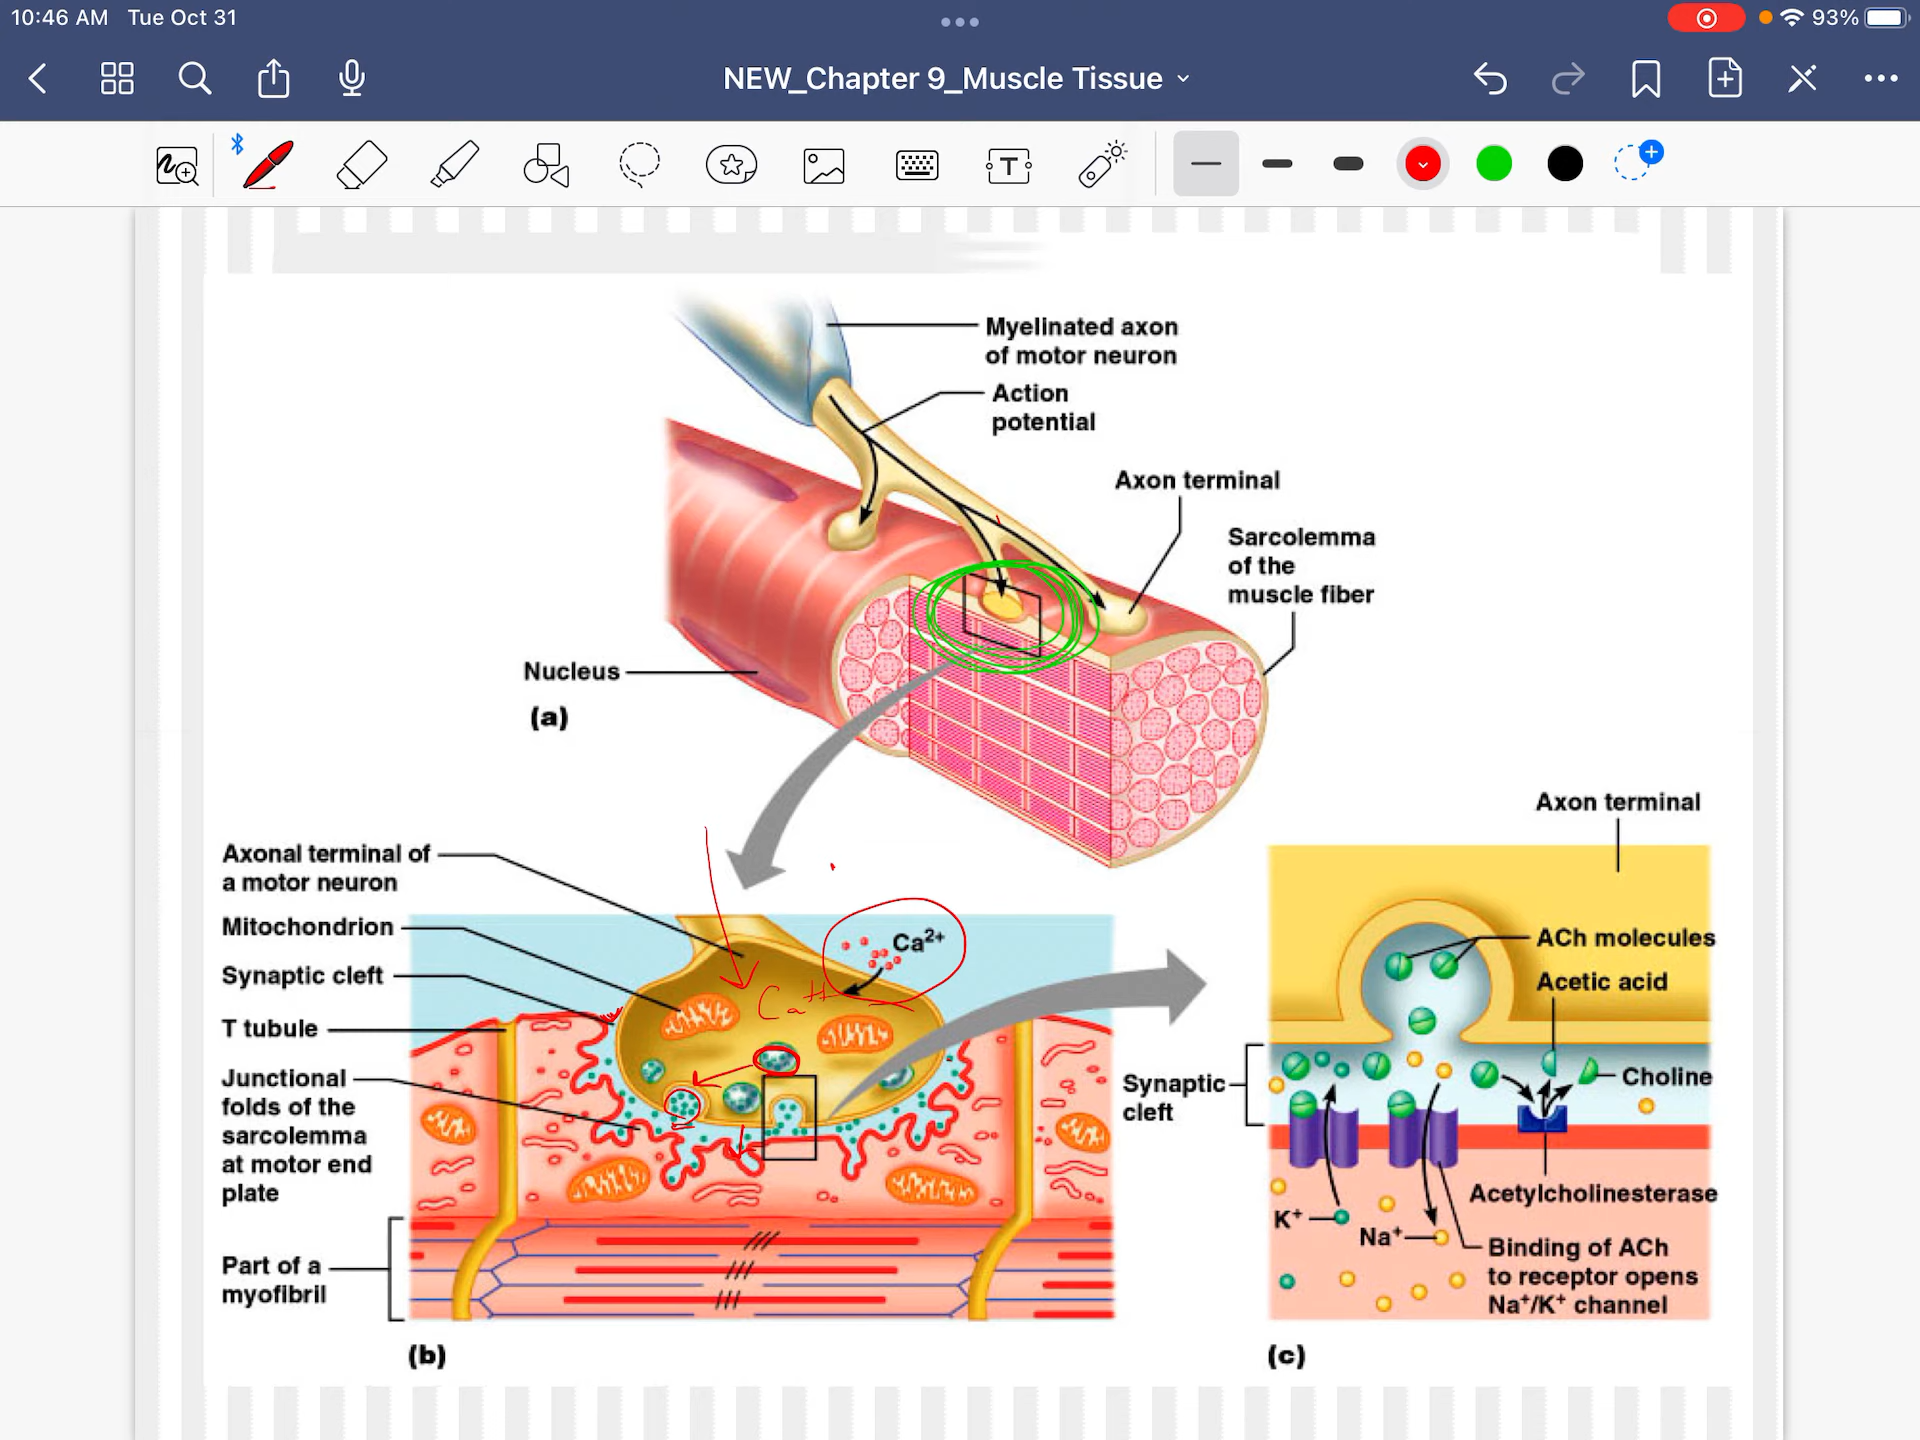 10:46 AM Tue Oct 31
93%
NEW_Chapter 9_Muscle Tissue
T
Myelinated axon
of motor neuron
Action
potential
Axon terminal
Sarcolemma
of the
muscle fiber
Nucleus
(a)
Axonal terminal of
a motor neuron
Mitochondrion
Synaptic cleft
T tubule
Junctional
folds of the
sarcolemma
at motor end
plate
Part of a
myofibril
Ca2+
Ca++
(b)
Axon terminal
ACh molecules
Acetic acid
Choline
Synaptic
cleft
Acetylcholinesterase
K+
Na+
Binding of ACh
to receptor opens
Na+/K+ channel
(c)